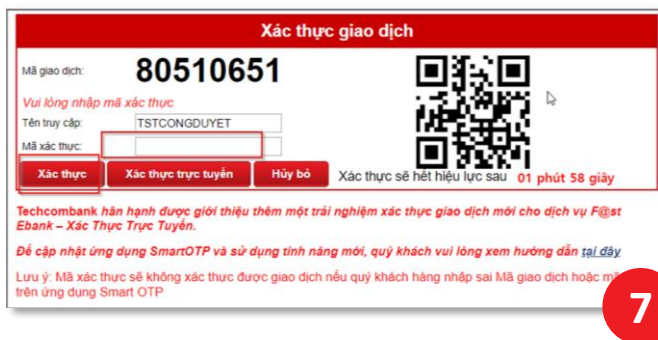 Xác thực giao dịch
Mã giao dịch: 80510651
Vui lòng nhập mã xác thực
Tên truy cập: TSTCONGDUYET
Mã xác thực:
Xác thực Xác thực trực tuyến Hủy bỏ Xác thực sẽ hết hiệu lực sau 01 phút 58 giây
Techcombank hân hạnh được giới thiệu thêm một trải nghiệm xác thực giao dịch mới cho dịch vụ F@st
Ebank – Xác Thực Trực Tuyến.
Để cập nhật ứng dụng SmartOTP và sử dụng tính năng mới, quý khách vui lòng xem hướng dẫn tại đây
Lưu ý: Mã xác thực sẽ không xác thực được giao dịch nếu quý khách hàng nhập sai Mã giao dịch hoặc
trên ứng dụng Smart OTP
7